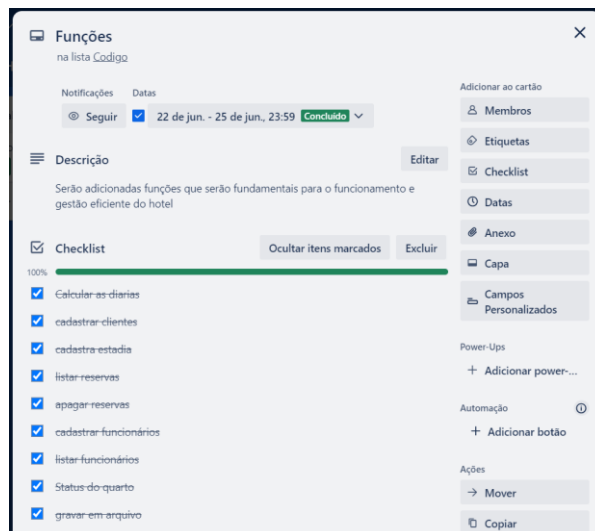 Funções
na lista Codigo
Notificações
Datas
Seguir
22 de jun. - 25 de jun., 23:59 Concluído
Descrição
Editar
Serão adicionadas funções que serão fundamentais para o funcionamento e
gestão eficiente do hotel
Checklist
Ocultar itens marcados
Excluir
100%
Calcular as diarias
cadastrar clientes
cadastra estadia
listar reservas
apagar reservas
cadastrar funcionários
listar funcionários
Status do quarto
gravar em arquivo
Adicionar ao cartão
Membros
Etiquetas
Checklist
Datas
Anexo
Capa
Campos
Personalizados
Power-Ups
+ Adicionar power-...
Automação
+ Adicionar botão
Ações
Mover
Copiar